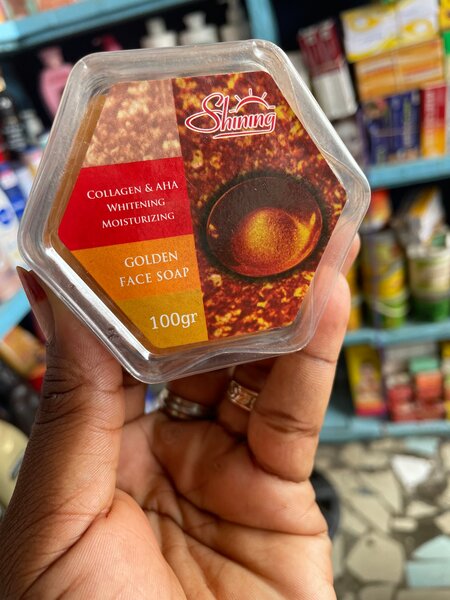 Shining
COLLAGEN & AHA
WHITENING
MOISTURIZING
GOLDEN
FACE SOAP
100gr